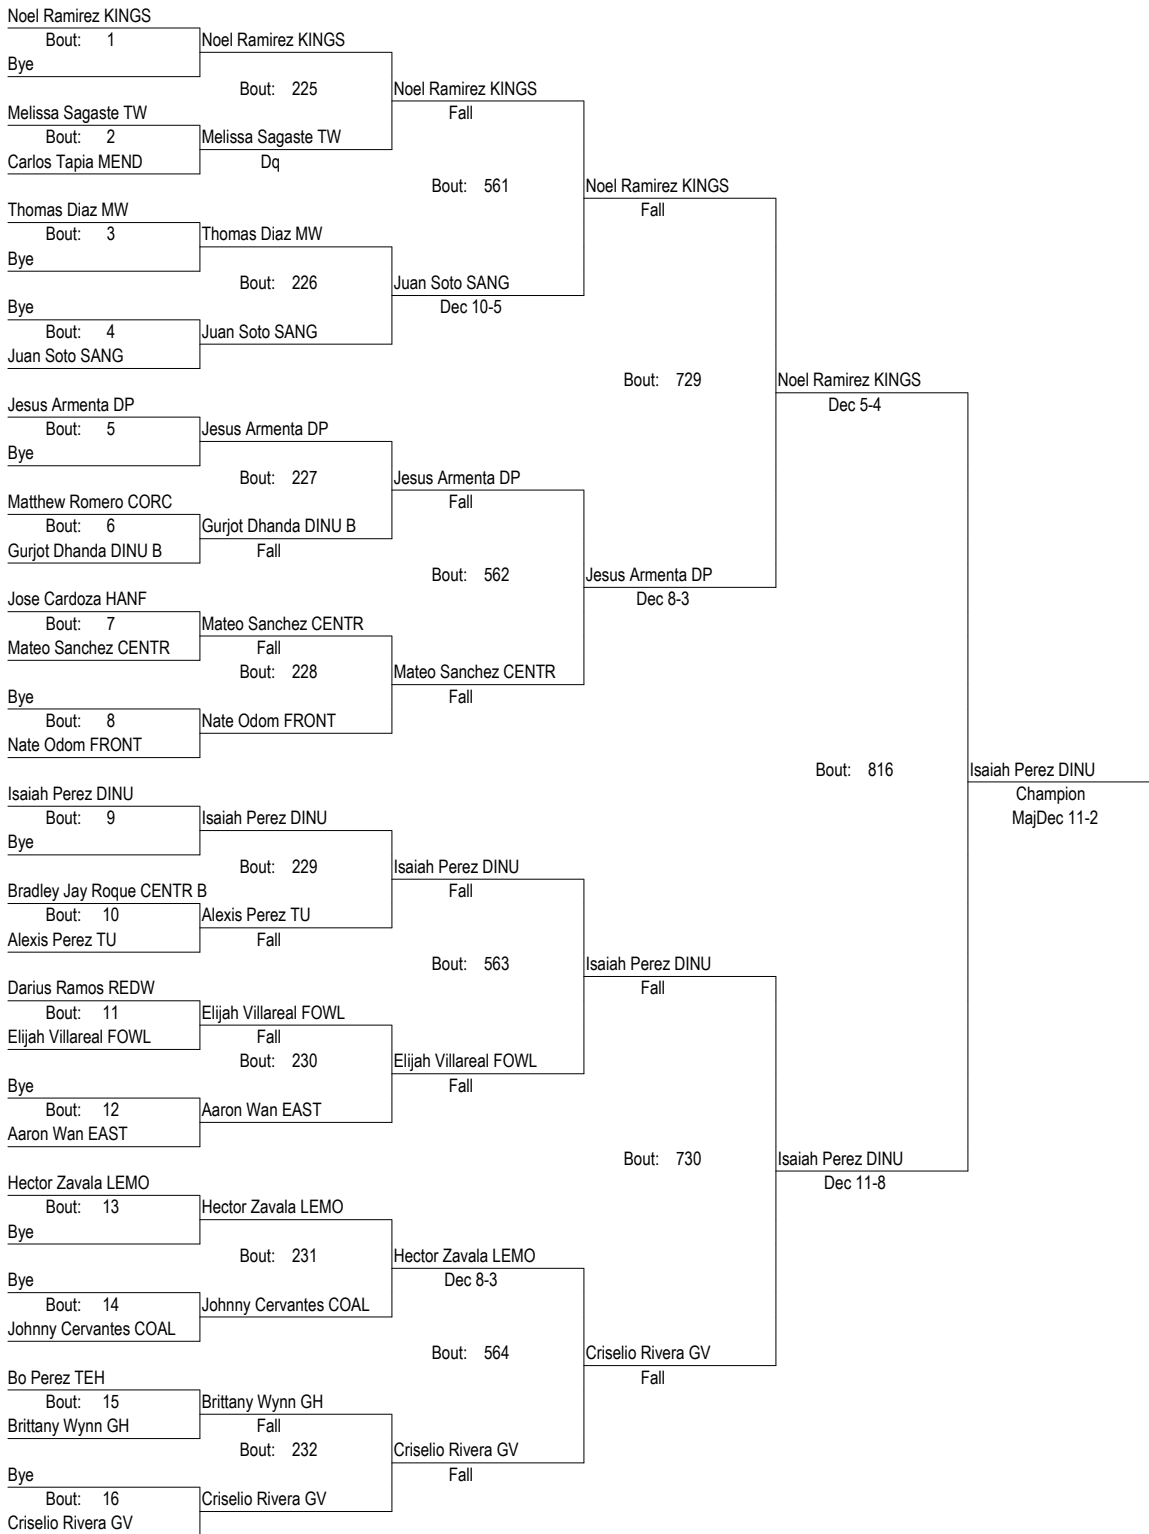 Noel Ramirez KINGS
Bout: 1
Noel Ramirez KINGS
Bye
Bout: 225
Noel Ramirez KINGS
Melissa Sagaste TW
Fall
Bout: 2
Melissa Sagaste TW
Carlos Tapia MEND
Dq
Bout: 561
Noel Ramirez KINGS
Thomas Diaz MW
Fall
Bout: 3
Thomas Diaz MW
Bye
Bout: 226
Juan Soto SANG
Bye
Dec 10-5
Bout: 4
Juan Soto SANG
Juan Soto SANG
Bout: 729
Noel Ramirez KINGS
Jesus Armenta DP
Dec 5-4
Bout: 5
Jesus Armenta DP
Bye
Bout: 227
Jesus Armenta DP
Matthew Romero CORC
Fall
Bout: 6
Gurjot Dhanda DINU B
Gurjot Dhanda DINU B
Fall
Bout: 562
Jesus Armenta DP
Jose Cardoza HANF
Dec 8-3
Bout: 7
Mateo Sanchez CENTR
Mateo Sanchez CENTR
Fall
Bout: 228
Mateo Sanchez CENTR
Bye
Fall
Bout: 8
Nate Odom FRONT
Nate Odom FRONT
Bout: 816
Isaiah Perez DINU
Isaiah Perez DINU
Champion
Bout: 9
Isaiah Perez DINU
MajDec 11-2
Bye
Bout: 229
Isaiah Perez DINU
Bradley Jay Roque CENTR B
Fall
Bout: 10
Alexis Perez TU
Alexis Perez TU
Fall
Bout: 563
Isaiah Perez DINU
Darius Ramos REDW
Fall
Bout: 11
Elijah Villareal FOWL
Elijah Villareal FOWL
Fall
Bout: 230
Elijah Villareal FOWL
Bye
Fall
Bout: 12
Aaron Wan EAST
Aaron Wan EAST
Bout: 730
Isaiah Perez DINU
Hector Zavala LEMO
Dec 11-8
Bout: 13
Hector Zavala LEMO
Bye
Bout: 231
Hector Zavala LEMO
Bye
Dec 8-3
Bout: 14
Johnny Cervantes COAL
Johnny Cervantes COAL
Bout: 564
Criselio Rivera GV
Bo Perez TEH
Fall
Bout: 15
Brittany Wynn GH
Brittany Wynn GH
Fall
Bout: 232
Criselio Rivera GV
Bye
Fall
Bout: 16
Criselio Rivera GV
Criselio Rivera GV